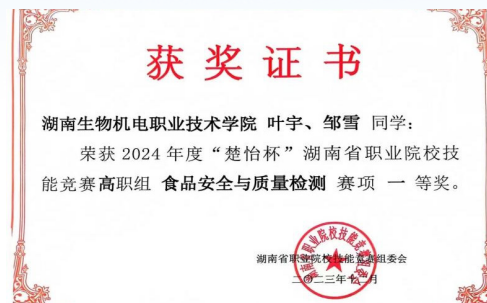 获奖证书
湖南生物机电职业技术学院 叶宇、邹雪 同学：
荣获 2024 年度“楚怡杯”湖南省职业院校技
能竞赛高职组 食品安全与质量检测 赛项 一 等奖。
湖南省职业院校技能竞赛组委会
二〇二三年十二月